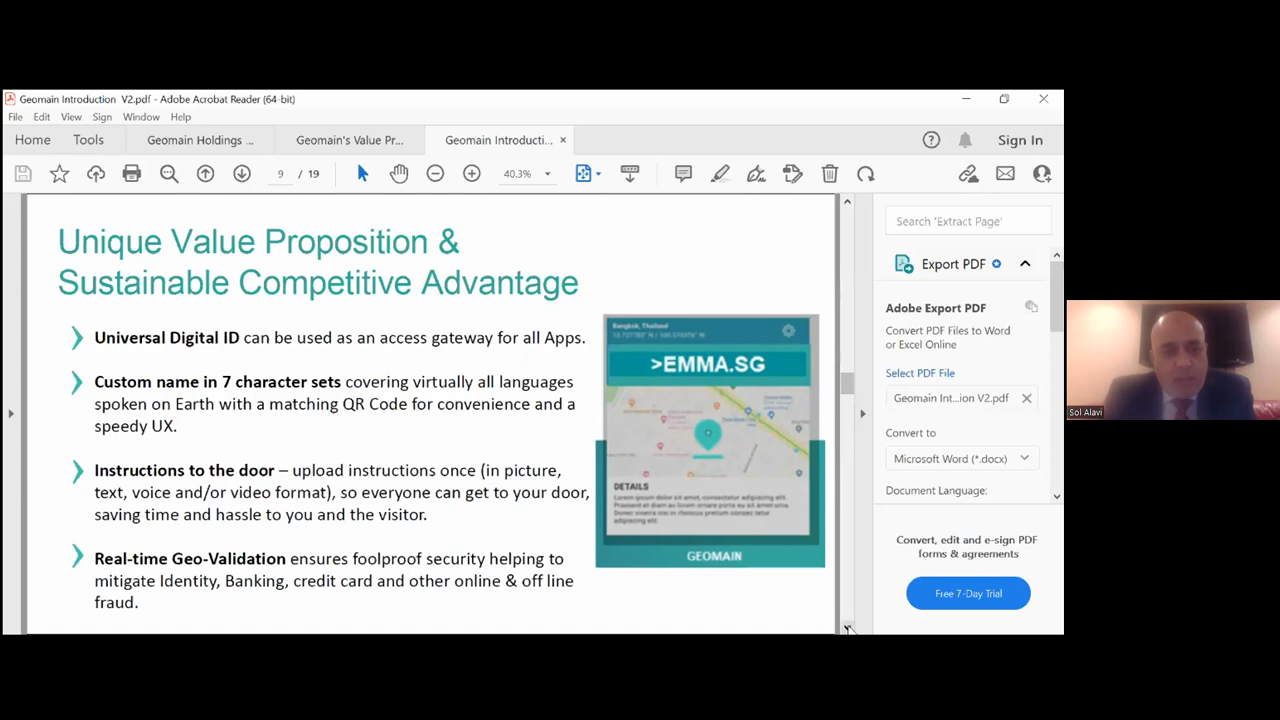 Geomain Introduction V2.pdf - Adobe Acrobat Reader (64-bit)
File Edit View Sign Window Help
Home Tools Geomain Holdings ... Geomain's Value Pr... Geomain Introducti... Sign In
9 / 19 40.3%
Unique Value Proposition &
Sustainable Competitive Advantage
Universal Digital ID can be used as an access gateway for all Apps.
Custom name in 7 character sets covering virtually all languages
spoken on Earth with a matching QR Code for convenience and a
speedy UX.
Instructions to the door – upload instructions once (in picture,
text, voice and/or video format), so everyone can get to your door,
saving time and hassle to you and the visitor.
Real-time Geo-Validation ensures foolproof security helping to
mitigate Identity, Banking, credit card and other online & off line
fraud.
Bangkok, Thailand
>EMMA.SG
DETAILS
Lorem ipsum dolor sit amet, consectetur adipiscing elit.
GEOMAIN
Search 'Extract Page'
Export PDF
Adobe Export PDF
Convert PDF Files to Word
or Excel Online
Select PDF File
Geomain Int...ion V2.pdf
Convert to
Microsoft Word (*.docx)
Document Language:
Convert, edit and e-sign PDF
forms & agreements
Free 7-Day Trial
Sol Alavi